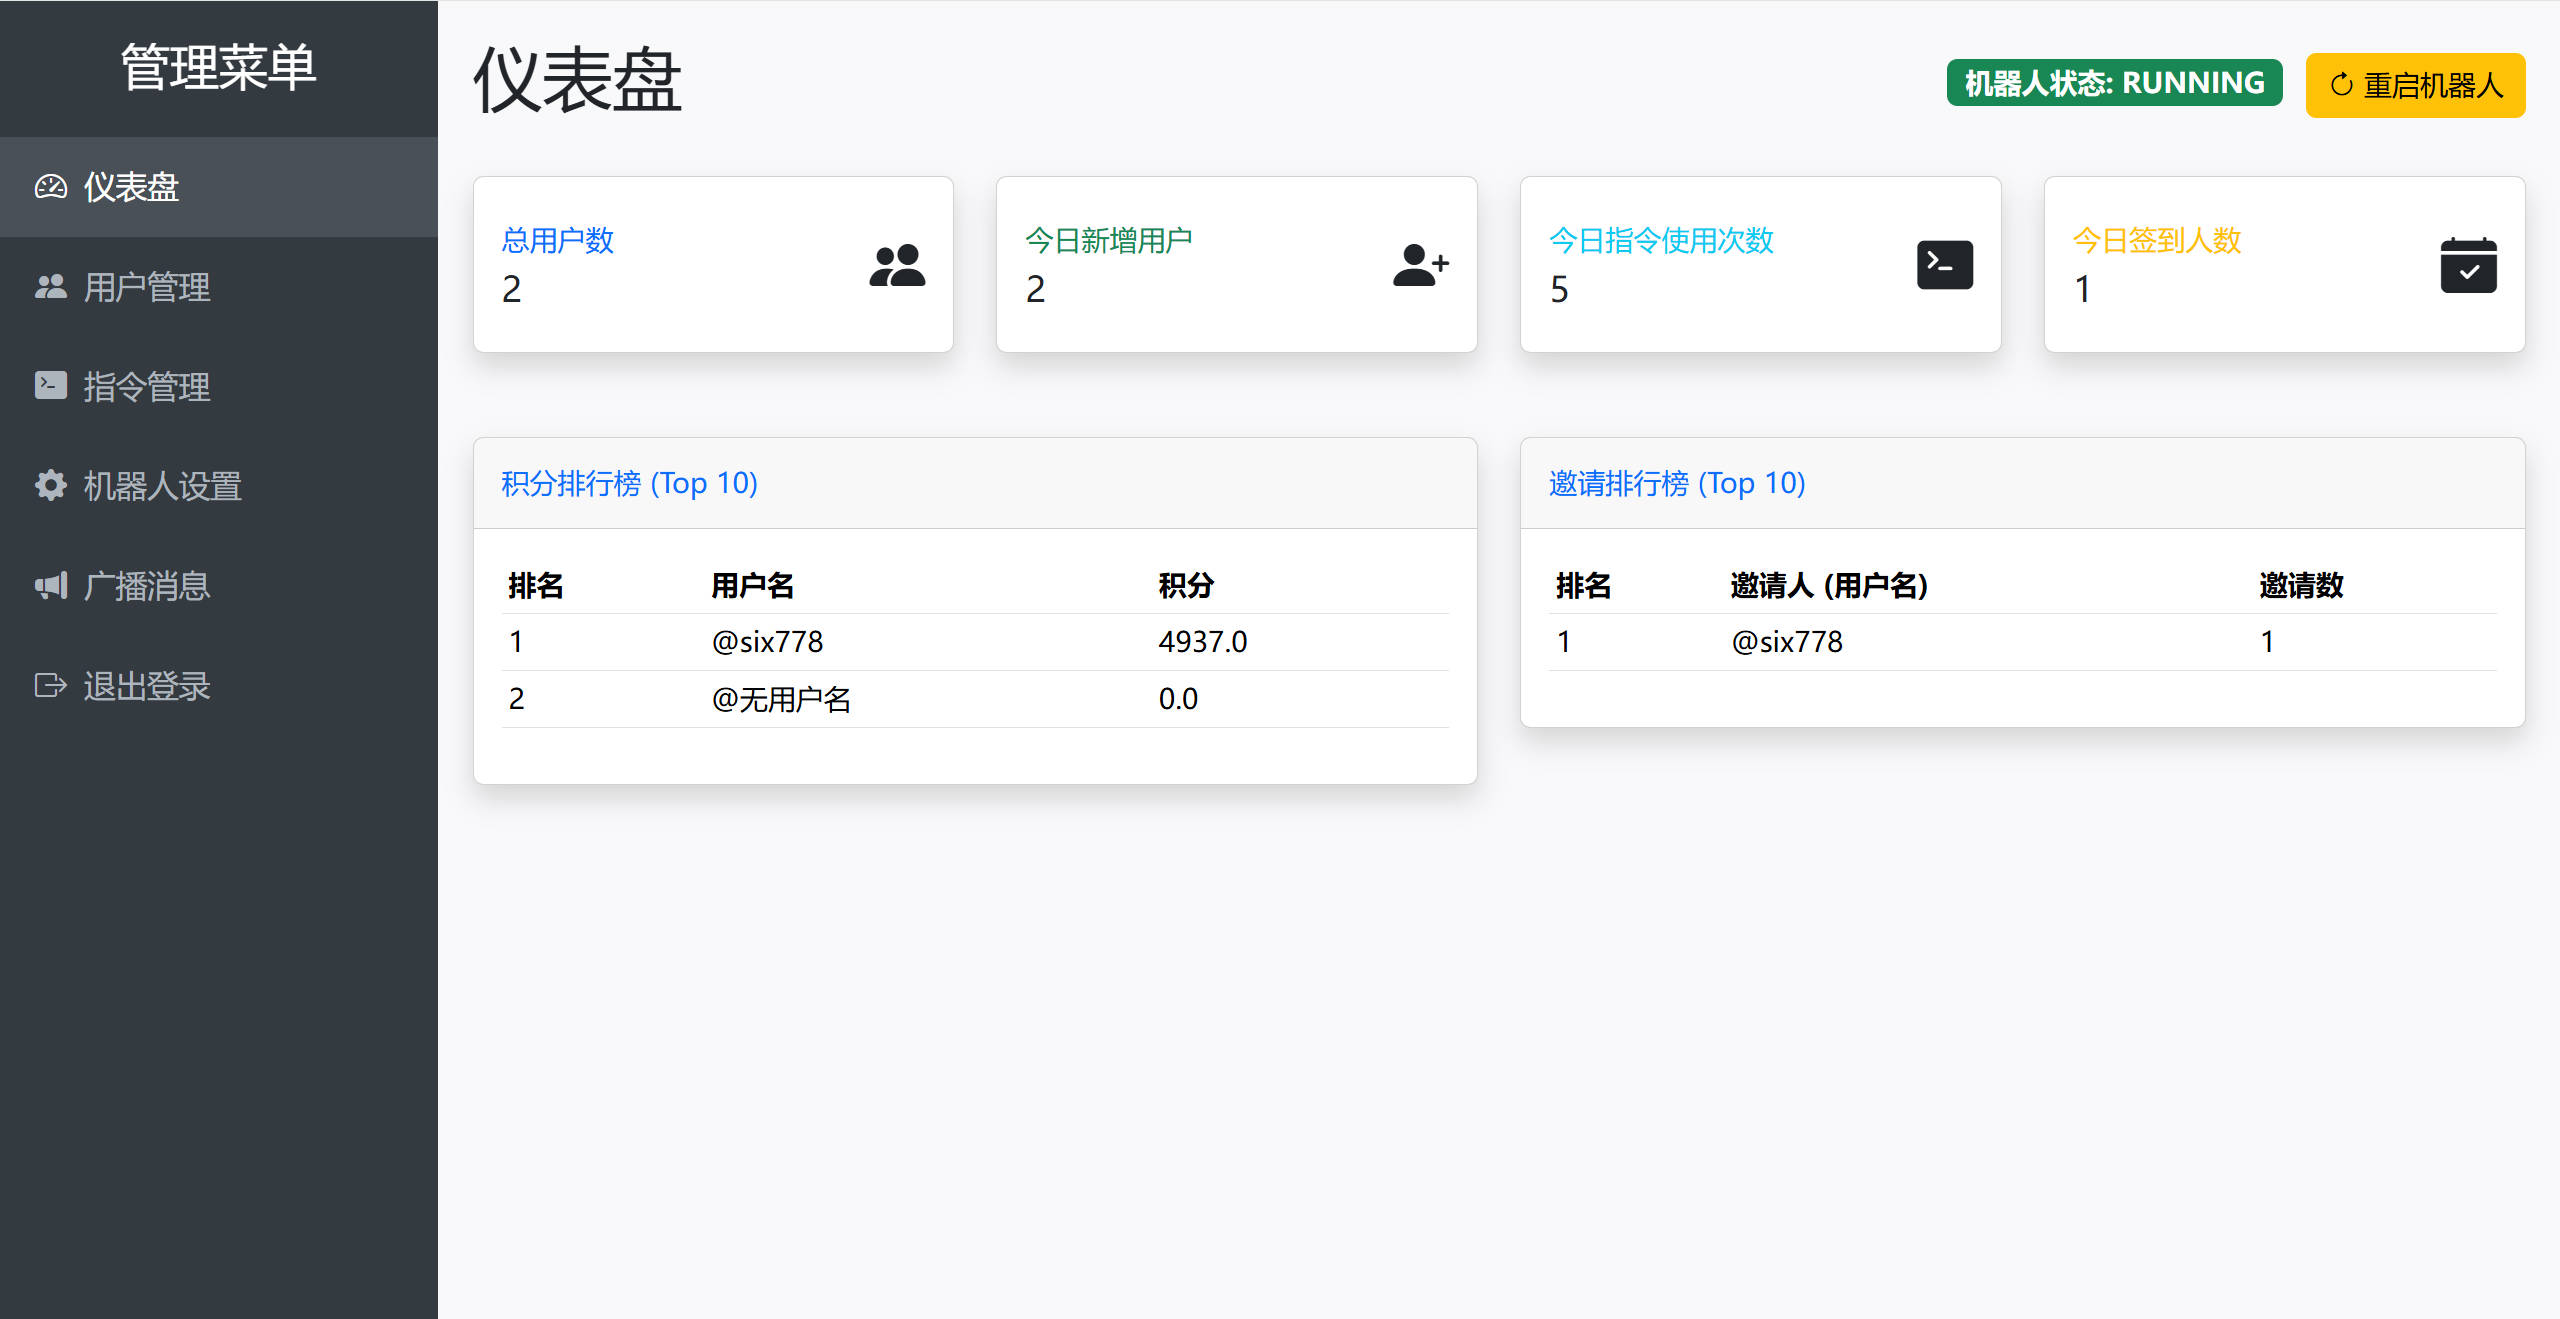 管理菜单
仪表盘
用户管理
指令管理
机器人设置
广播消息
退出登录
仪表盘
机器人状态: RUNNING
重启机器人
总用户数
2
今日新增用户
2
今日指令使用次数
5
今日签到人数
1
积分排行榜 (Top 10)
排名 用户名 积分
1 @six778 4937.0
2 @无用户名 0.0
邀请排行榜 (Top 10)
排名 邀请人 (用户名) 邀请数
1 @six778 1